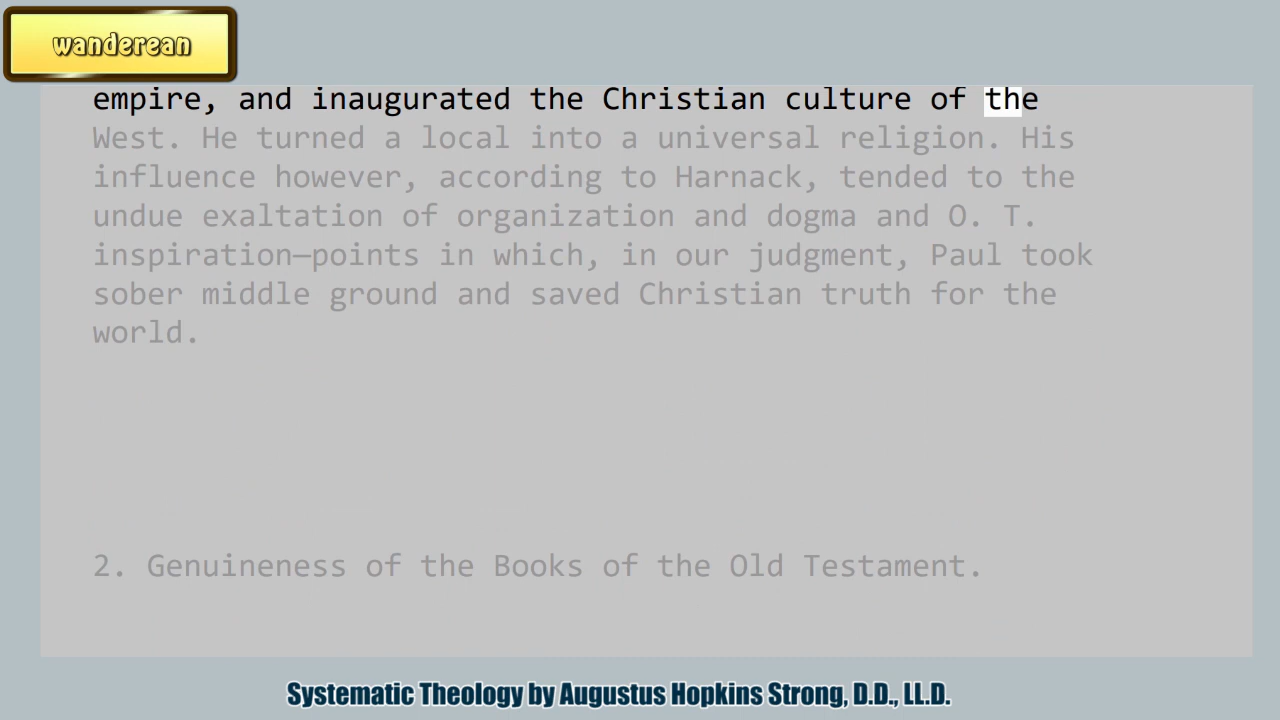 wanderean
empire, and inaugurated the Christian culture of the
West. He turned a local into a universal religion. His
influence however, according to Harnack, tended to the
undue exaltation of organization and dogma and O. T.
inspiration—points in which, in our judgment, Paul took
sober middle ground and saved Christian truth for the
world.
2. Genuineness of the Books of the Old Testament.
Systematic Theology by Augustus Hopkins Strong, D.D., LL.D.